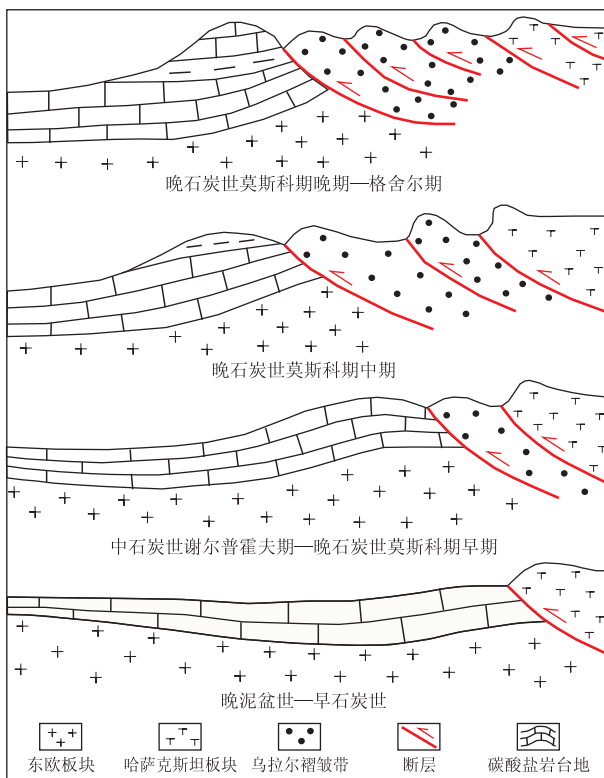 晚石炭世莫斯科期晚期—格舍尔期
晚石炭世莫斯科期中期
中石炭世谢尔普霍夫期—晚石炭世莫斯科期早期
晚泥盆世—早石炭世
东欧板块 哈萨克斯坦板块 乌拉尔褶皱带 断层 碳酸盐岩台地